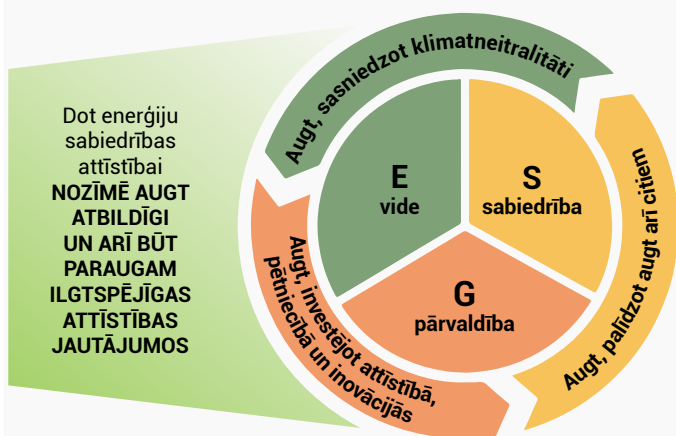 Dot enerģiju
sabiedrības
attīstībai
NOZĪMĒ AUGT
ATBILDĪGI
UN ARĪ BŪT
PARAUGAM
ILGTSPĒJĪGAS
ATTĪSTĪBAS
JAUTĀJUMOS
Augt, sasniedzot klimatneitralitāti
E
vide
S
sabiedrība
G
pārvaldība
Augt, palīdzot augt arī citiem
Augt, investējot attīstībā,
pētniecībā un inovācijās